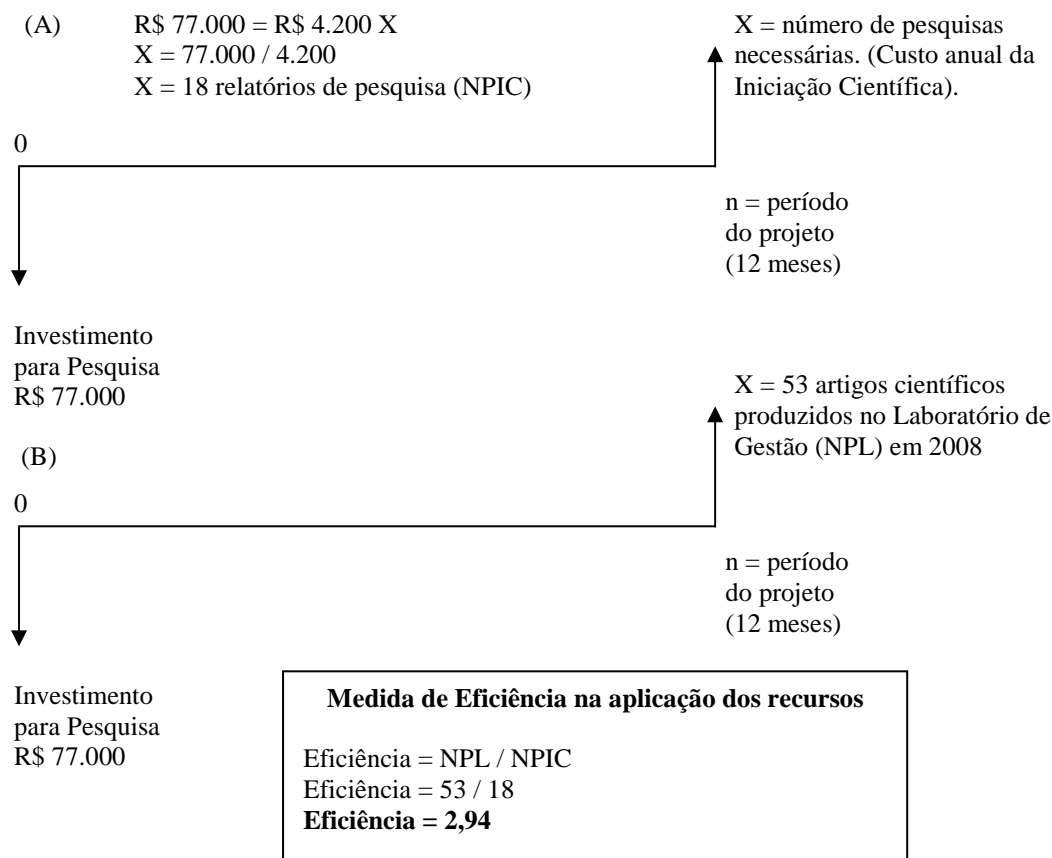 (A)
R$ 77.000 = R$ 4.200 X
X = 77.000 / 4.200
X = 18 relatórios de pesquisa (NPIC)
X = número de pesquisas
necessárias. (Custo anual da
Iniciação Científica).
0
n = período
do projeto
(12 meses)
Investimento
para Pesquisa
R$ 77.000
X = 53 artigos científicos
produzidos no Laboratório de
Gestão (NPL) em 2008
(B)
0
n = período
do projeto
(12 meses)
Investimento
para Pesquisa
R$ 77.000
Medida de Eficiência na aplicação dos recursos
Eficiência = NPL / NPIC
Eficiência = 53 / 18
Eficiência = 2,94